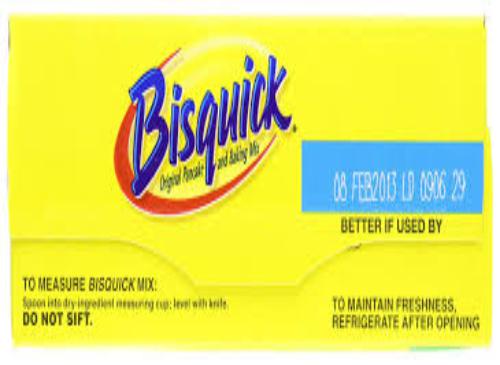 Bisquick
Original Pancake and Baking Mix
08 FEB2013 LD 0906 29
BETTER IF USED BY
TO MEASURE BISQUICK MIX:
Spoon into dry-ingredient measuring cup; level with knife.
DO NOT SIFT.
TO MAINTAIN FRESHNESS,
REFRIGERATE AFTER OPENING